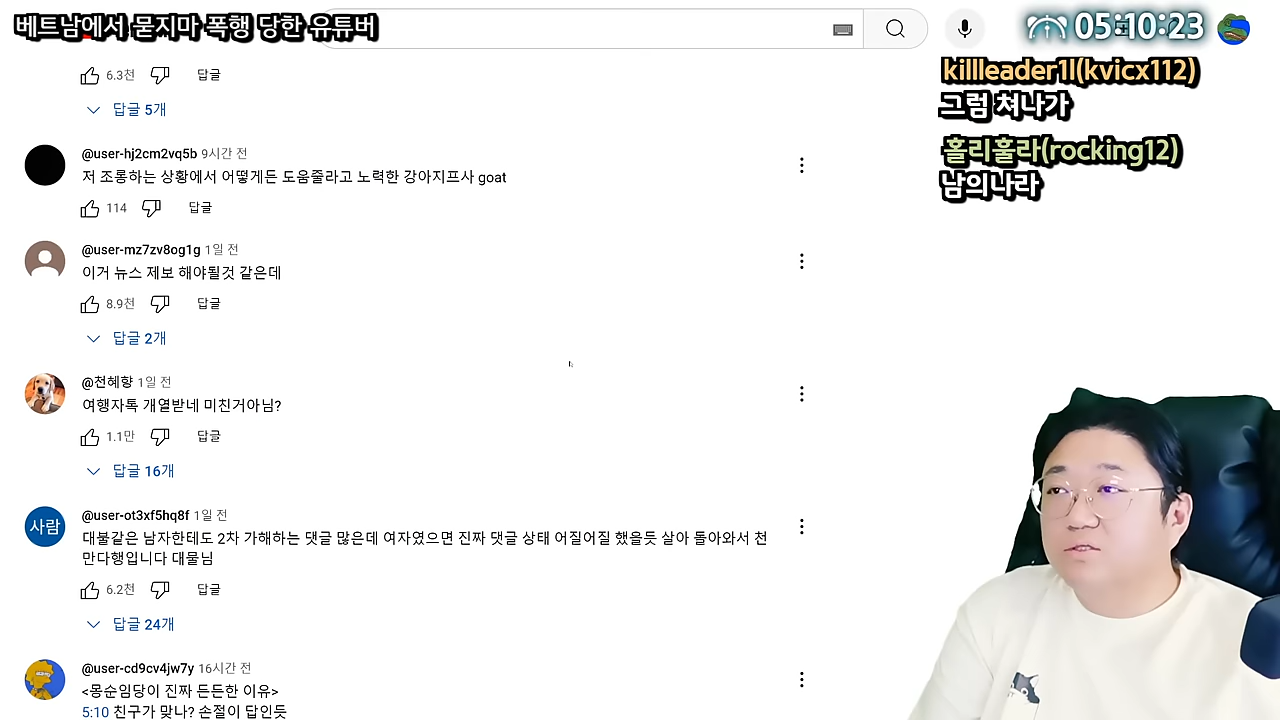 베트남에서 묻지마 폭행 당한 유튜버
05:10:23
killleader1l(kvicx112)
그럼 쳐나가
홀리훌라(rocking12)
남의나라
6.3천 답글
답글 5개
@user-hj2cm2vq5b 9시간 전
저 조롱하는 상황에서 어떻게든 도움줄라고 노력한 강아지프사 goat
114 답글
@user-mz7zv8og1g 1일 전
이거 뉴스 제보 해야될것 같은데
8.9천 답글
답글 2개
@천혜향 1일 전
여행자톡 개열받네 미친거아님?
1.1만 답글
답글 16개
사람
@user-ot3xf5hq8f 1일 전
대불같은 남자한테도 2차 가해하는 댓글 많은데 여자였으면 진짜 댓글 상태 어질어질 했을듯 살아 돌아와서 천
만다행입니다 대물님
6.2천 답글
답글 24개
@user-cd9cv4jw7y 16시간 전
<몽순임당이 진짜 든든한 이유>
5:10 친구가 맞나? 손절이 답인듯